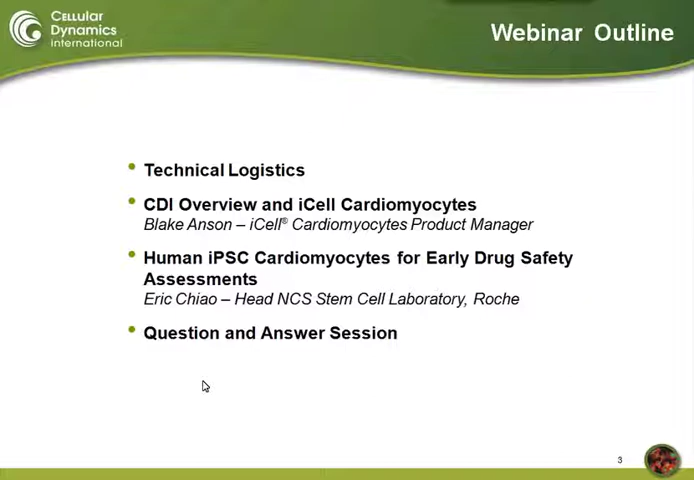 Cellular
Dynamics
international
Webinar Outline
• Technical Logistics
• CDI Overview and iCell Cardiomyocytes
Blake Anson – iCell® Cardiomyocytes Product Manager
• Human iPSC Cardiomyocytes for Early Drug Safety
Assessments
Eric Chiao – Head NCS Stem Cell Laboratory, Roche
• Question and Answer Session
3